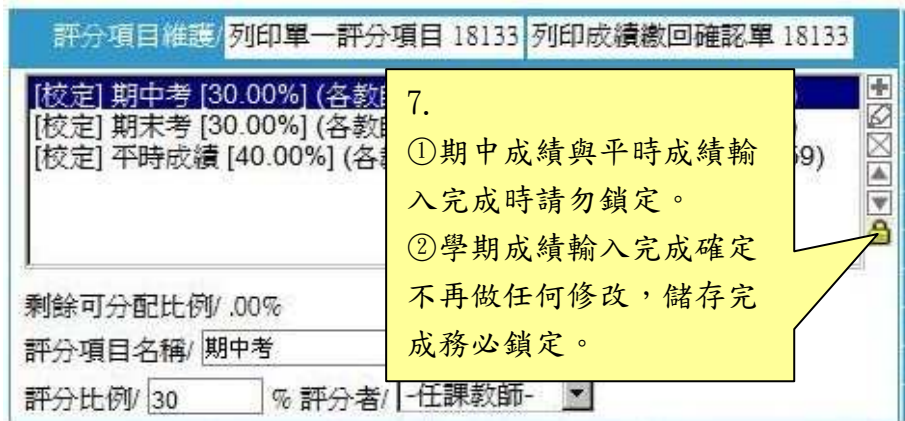 評分項目維護/ 列印單一評分項目 18133 列印成績繳回確認單 18133
[校定] 期中考 [30.00%] (各教
[校定] 期末考 [30.00%] (各教
[校定] 平時成績 [40.00%] (各 59)
7.
①期中成績與平時成績輸
入完成時請勿鎖定。
②學期成績輸入完成確定
不再做任何修改，儲存完
成務必鎖定。
剩餘可分配比例/ .00%
評分項目名稱/ 期中考
評分比例/ 30 % 評分者/ -任課教師-